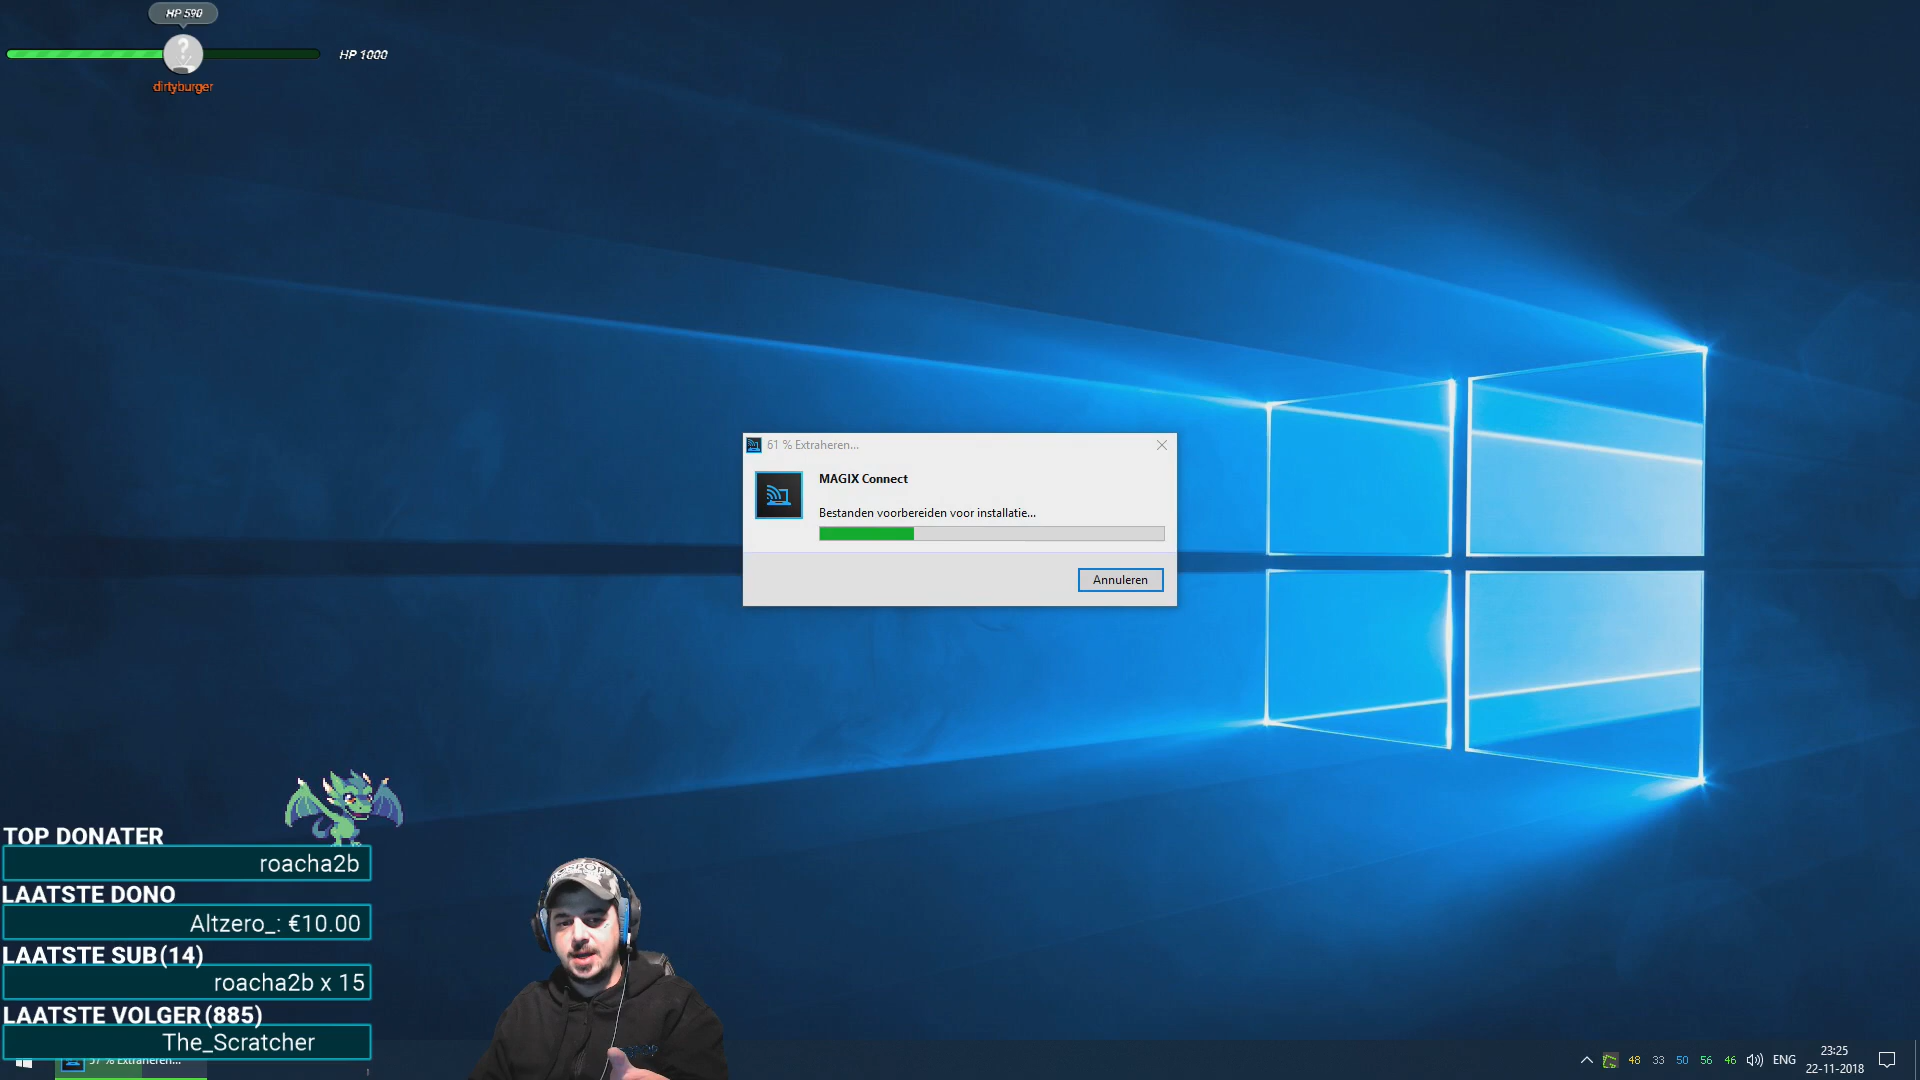 HP 590
HP 1000
dirtyburger
61 % Extraheren...
MAGIX Connect
Bestanden voorbereiden voor installatie...
Annuleren
TOP DONATER
roacha2b
LAATSTE DONO
Altzero_: €10.00
LAATSTE SUB(14)
roacha2b x 15
LAATSTE VOLGER(885)
The_Scratcher
57 % Extraheren...
48 33 50 56 46 ENG
23:25
22-11-2018